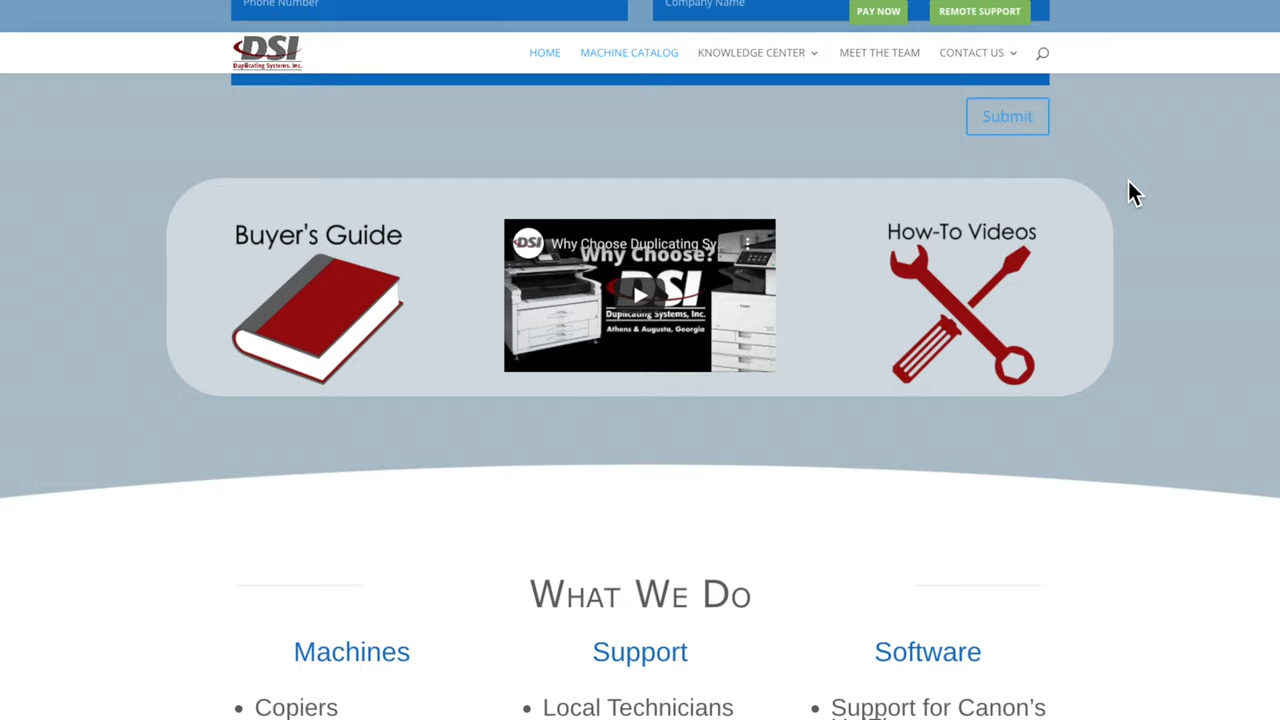 Phone Number
Company Name
PAY NOW
REMOTE SUPPORT
DSI
Duplicating Systems, Inc.
HOME
MACHINE CATALOG
KNOWLEDGE CENTER
MEET THE TEAM
CONTACT US
Submit
Buyer's Guide
DSI
Why Choose Duplicating Sy...
Why Choose?
DSI
Duplicating Systems, Inc.
Athens & Augusta, Georgia
How-To Videos
What We Do
Machines
Support
Software
• Copiers
• Local Technicians
• Support for Canon’s